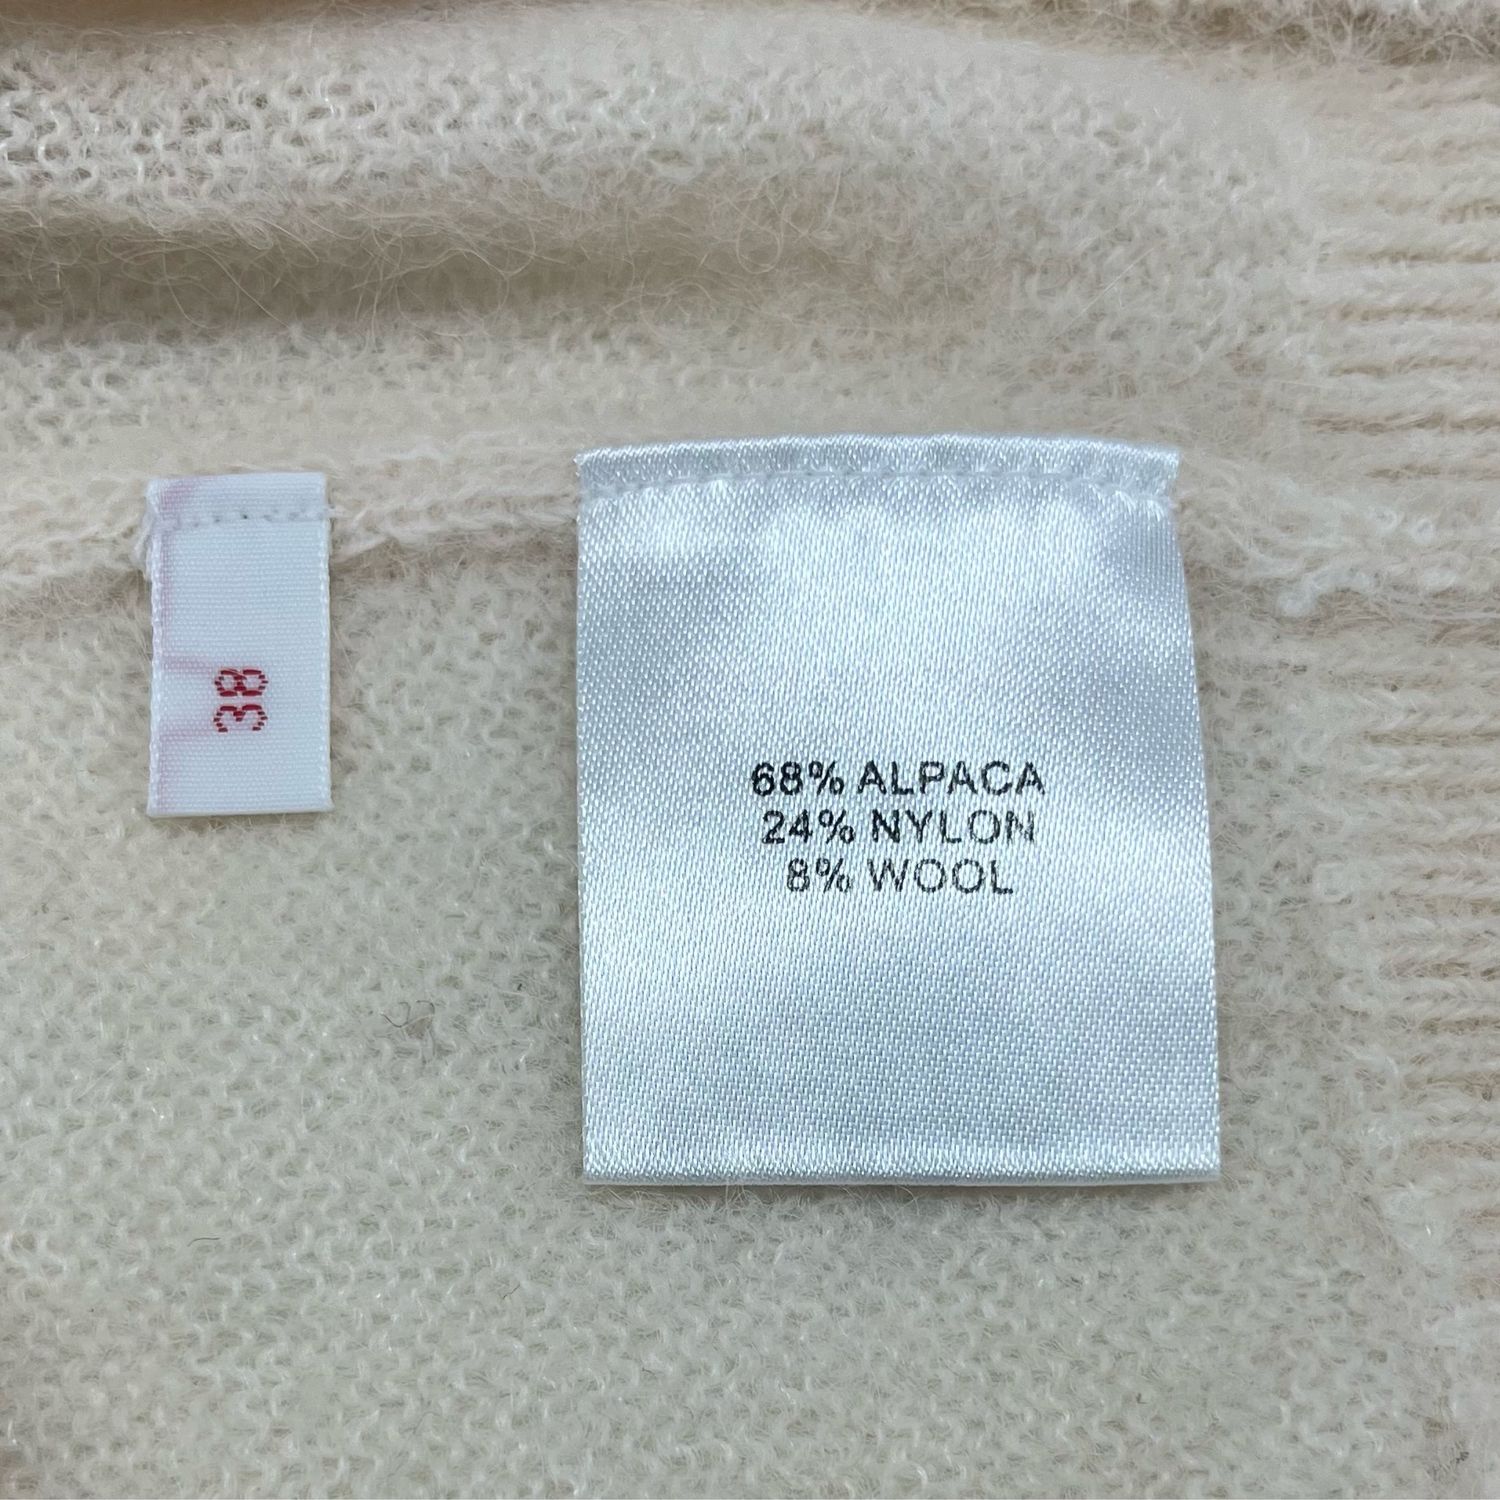 38
68% ALPACA
24% NYLON
8% WOOL